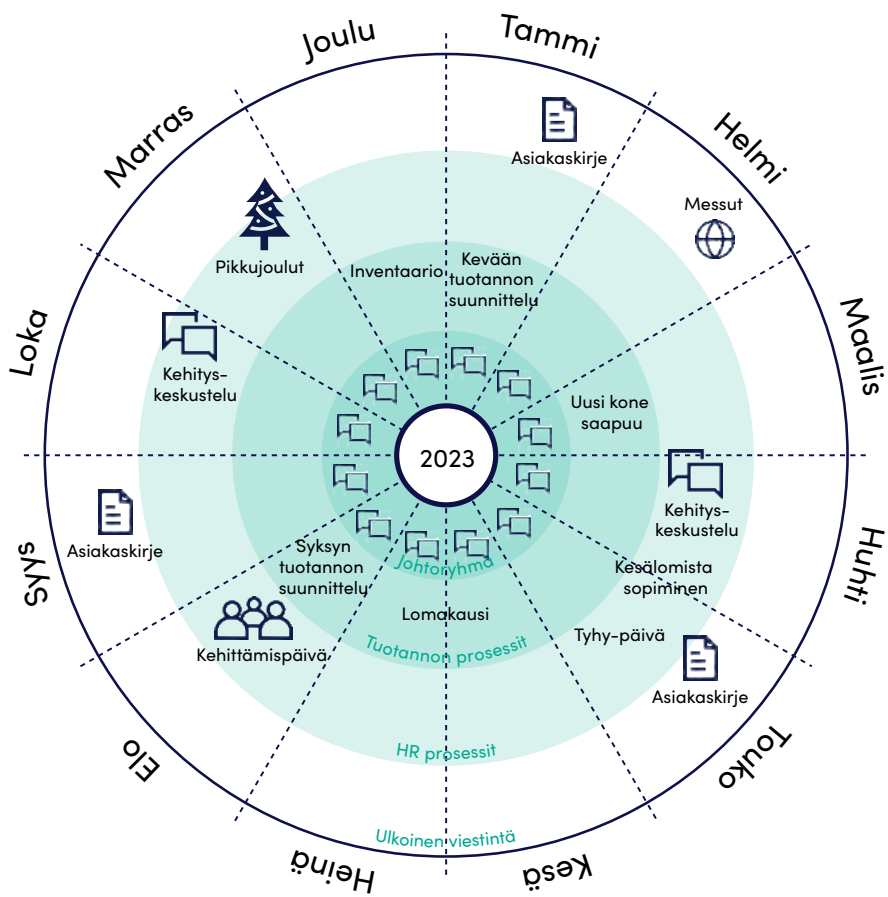 Joulu
Tammi
Marras
Helmi
Loka
Maalis
Syys
Huhti
Elo
Touko
Heinä
Kesä
Asiakaskirje
Messut
Pikkujoulut
Inventaario
Kevään
tuotannon
suunnittelu
Kehitys-
keskustelu
Uusi kone
saapuu
2023
Kehitys-
keskustelu
Asiakaskirje
Syksyn
tuotannon
suunnittelu
Johtoryhmä
Kesälomista
sopiminen
Lomakausi
Tyhy-päivä
Kehittämispäivä
Tuotannon prosessit
Asiakaskirje
HR prosessit
Ulkoinen viestintä